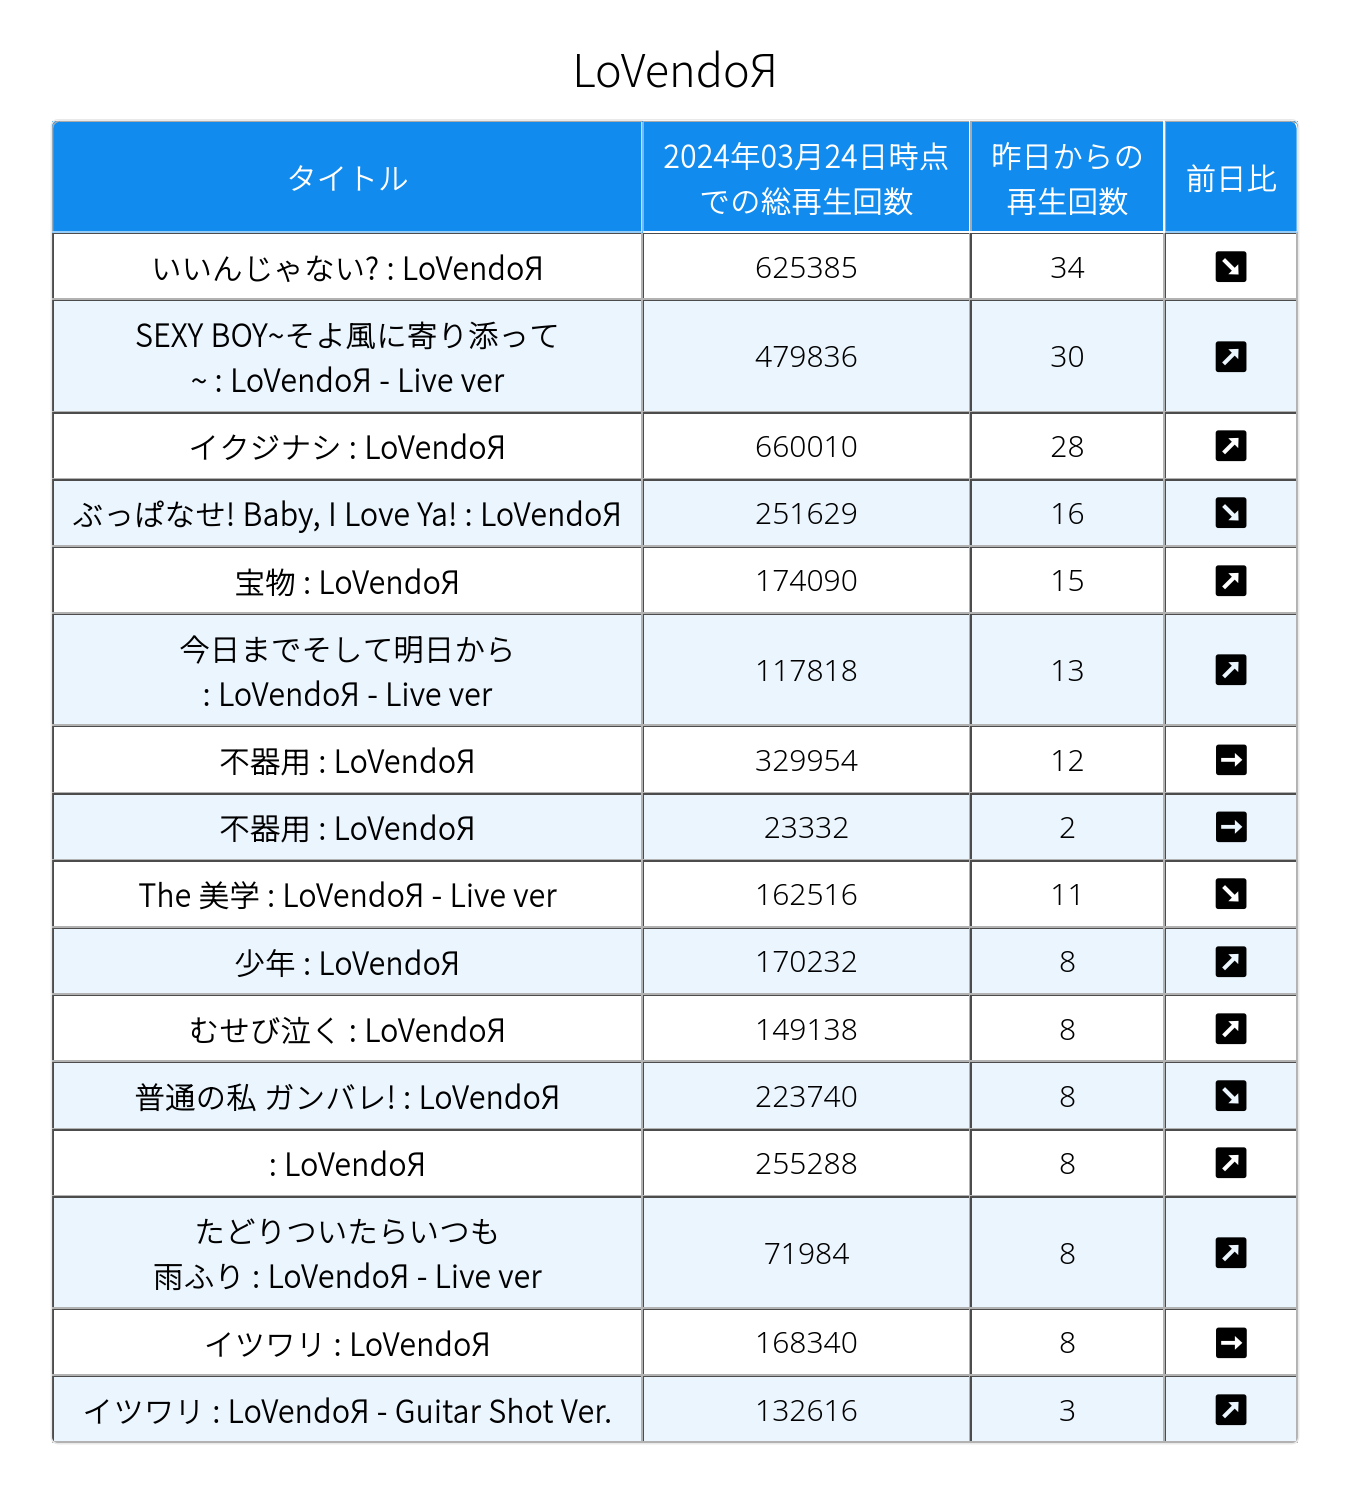 LoVendoЯ
タイトル
2024年03月24日時点
での総再生回数
昨日からの
再生回数
前日比
いいんじゃない? : LoVendoЯ 625385 34 ↘
SEXY BOY~そよ風に寄り添って
~ : LoVendoЯ - Live ver 479836 30 ↗
イクジナシ : LoVendoЯ 660010 28 ↗
ぶっぱなせ! Baby, I Love Ya! : LoVendoЯ 251629 16 ↘
宝物 : LoVendoЯ 174090 15 ↗
今日までそして明日から
: LoVendoЯ - Live ver 117818 13 ↗
不器用 : LoVendoЯ 329954 12 →
不器用 : LoVendoЯ 23332 2 →
The 美学 : LoVendoЯ - Live ver 162516 11 ↘
少年 : LoVendoЯ 170232 8 ↗
むせび泣く : LoVendoЯ 149138 8 ↗
普通の私 ガンバレ! : LoVendoЯ 223740 8 ↘
: LoVendoЯ 255288 8 ↗
たどりついたらいつも
雨ふり : LoVendoЯ - Live ver 71984 8 ↗
イツワリ : LoVendoЯ 168340 8 →
イツワリ : LoVendoЯ - Guitar Shot Ver. 132616 3 ↗